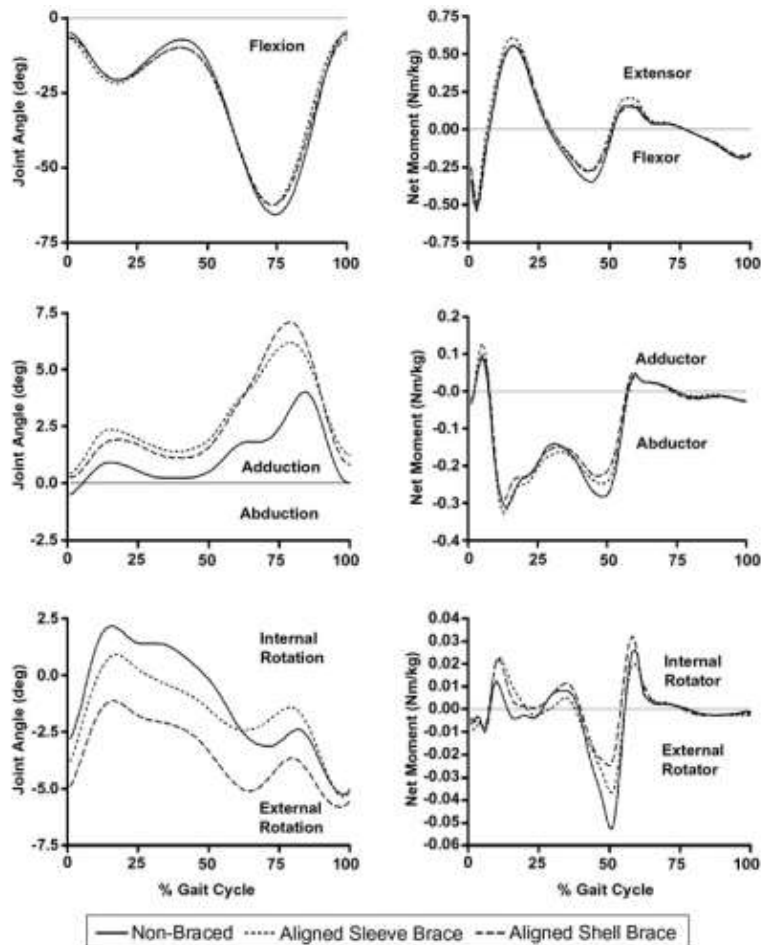 Joint Angle (deg)
0
-25
-50
-75
Flexion
0 25 50 75 100
Net Moment (Nm/kg)
0.75
0.50
0.25
0.00
-0.25
-0.50
-0.75
Extensor
Flexor
0 25 50 75 100
Joint Angle (deg)
7.5
5.0
2.5
0.0
-2.5
Adduction
Abduction
0 25 50 75 100
Net Moment (Nm/kg)
0.2
0.1
-0.0
-0.1
-0.2
-0.3
-0.4
Adductor
Abductor
0 25 50 75 100
Joint Angle (deg)
2.5
0.0
-2.5
-5.0
-7.5
Internal
Rotation
External
Rotation
0 25 50 75 100
% Gait Cycle
Net Moment (Nm/kg)
0.04
0.03
0.02
0.01
0.00
-0.01
-0.02
-0.03
-0.04
-0.05
-0.06
Internal
Rotator
External
Rotator
0 25 50 75 100
% Gait Cycle
Non-Braced Aligned Sleeve Brace Aligned Shell Brace